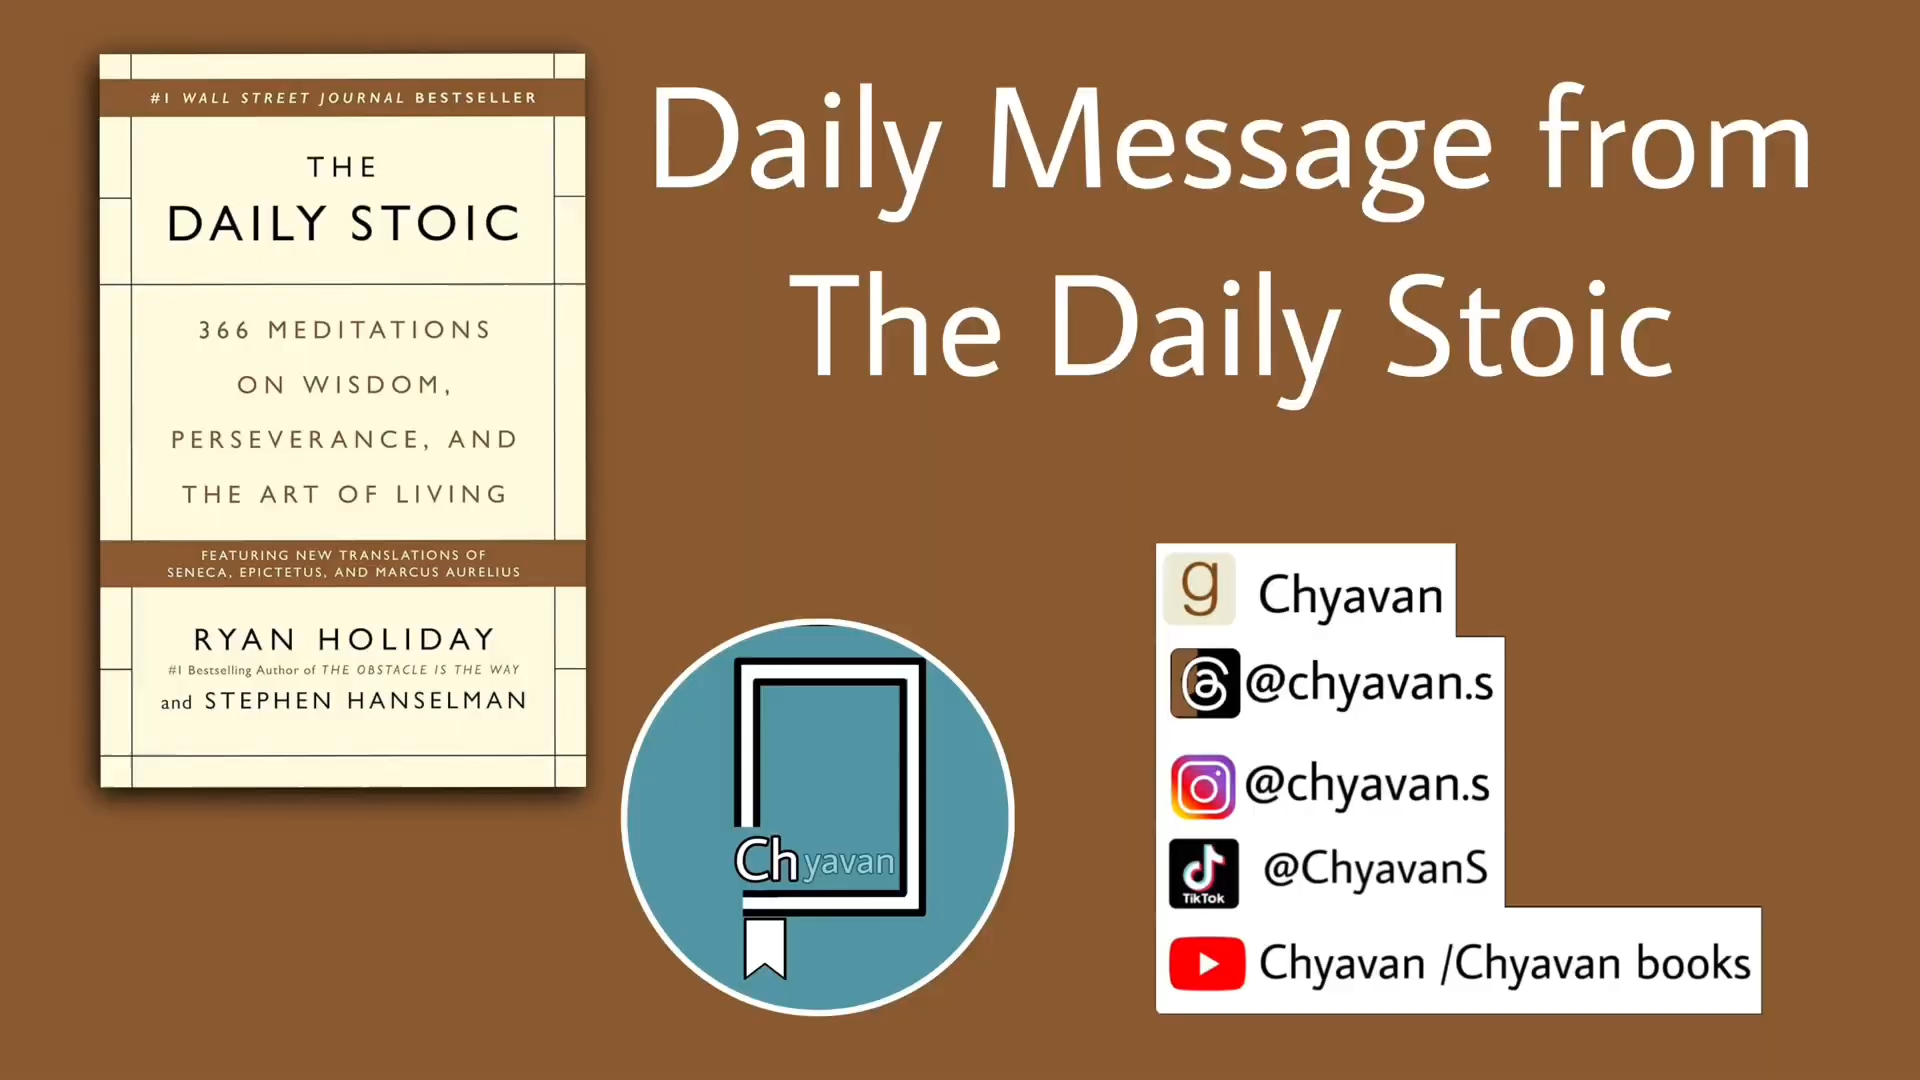 #1 WALL STREET JOURNAL BESTSELLER
THE
DAILY STOIC
366 MEDITATIONS
ON WISDOM,
PERSEVERANCE, AND
THE ART OF LIVING
FEATURING NEW TRANSLATIONS OF
SENECA, EPICTETUS, AND MARCUS AURELIUS
RYAN HOLIDAY
#1 Bestselling Author of THE OBSTACLE IS THE WAY
and STEPHEN HANSELMAN
Daily Message from
The Daily Stoic
Chyavan
g Chyavan
@chyavan.s
@chyavan.s
TikTok @ChyavanS
Chyavan /Chyavan books